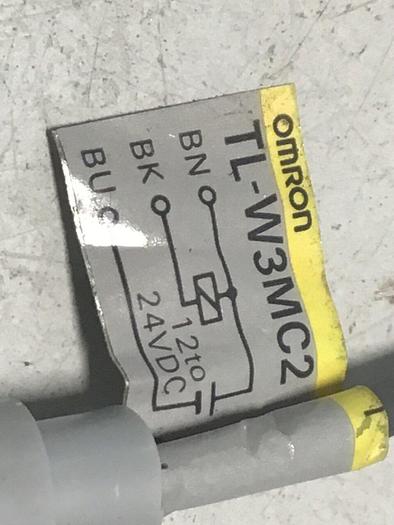 OMRON
TL-W3MC2
BN
BK
BU
12to
24VDC